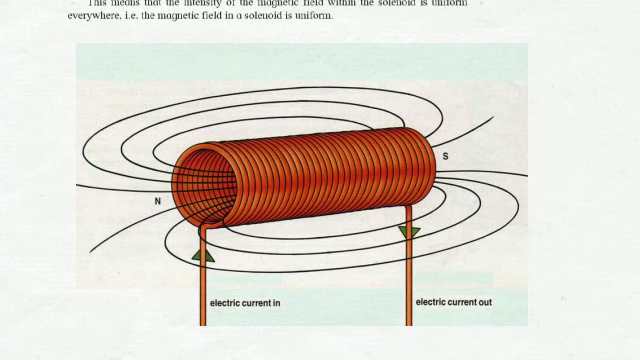 This means that the intensity of the magnetic field within the solenoid is uniform
everywhere, i.e. the magnetic field in a solenoid is uniform.
S
N
electric current in
electric current out